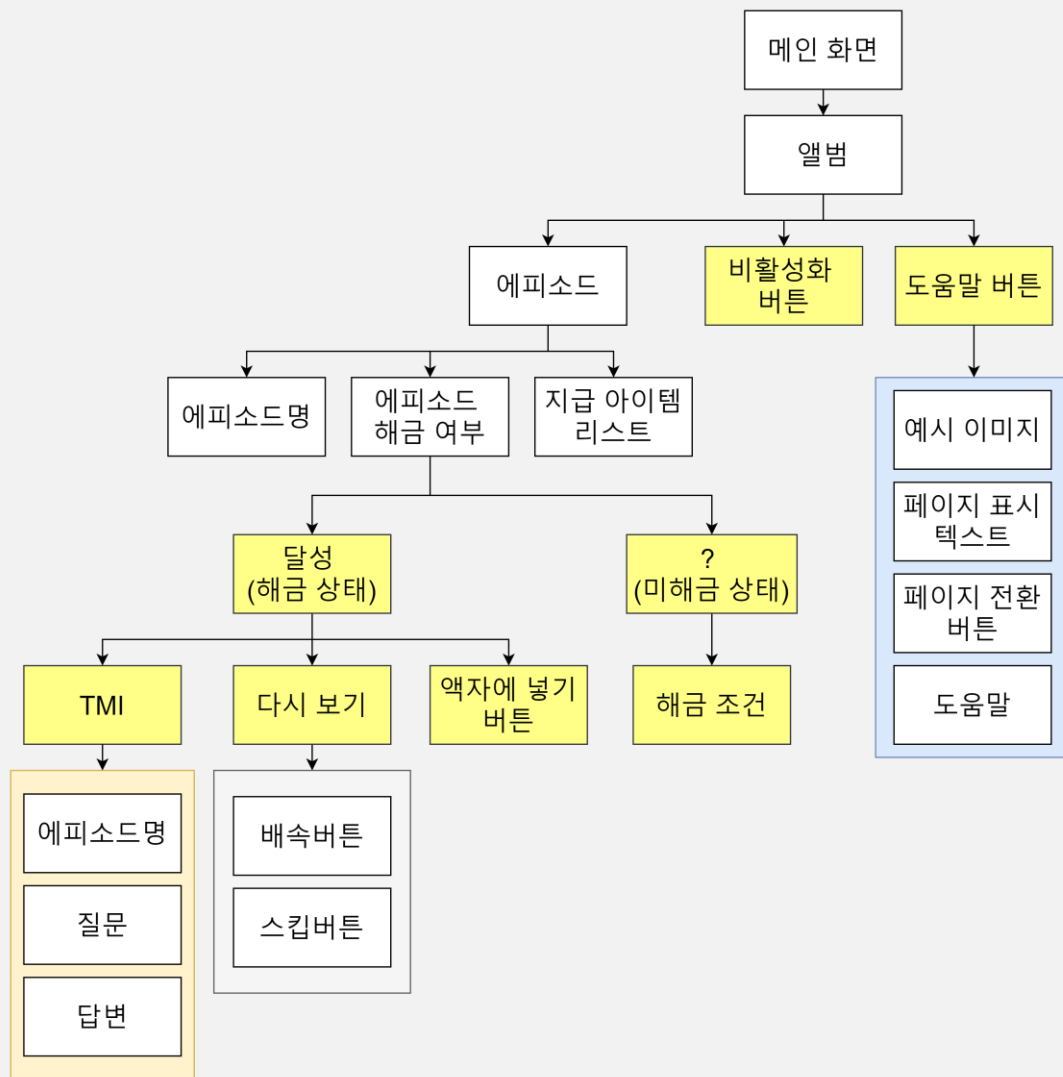 메인 화면
앨범
에피소드
비활성화
버튼
도움말 버튼
에피소드명
에피소드
해금 여부
지급 아이템
리스트
예시 이미지
페이지 표시
텍스트
페이지 전환
버튼
도움말
달성
(해금 상태)
?
(미해금 상태)
TMI
다시 보기
액자에 넣기
버튼
해금 조건
에피소드명
질문
답변
배속버튼
스킵버튼